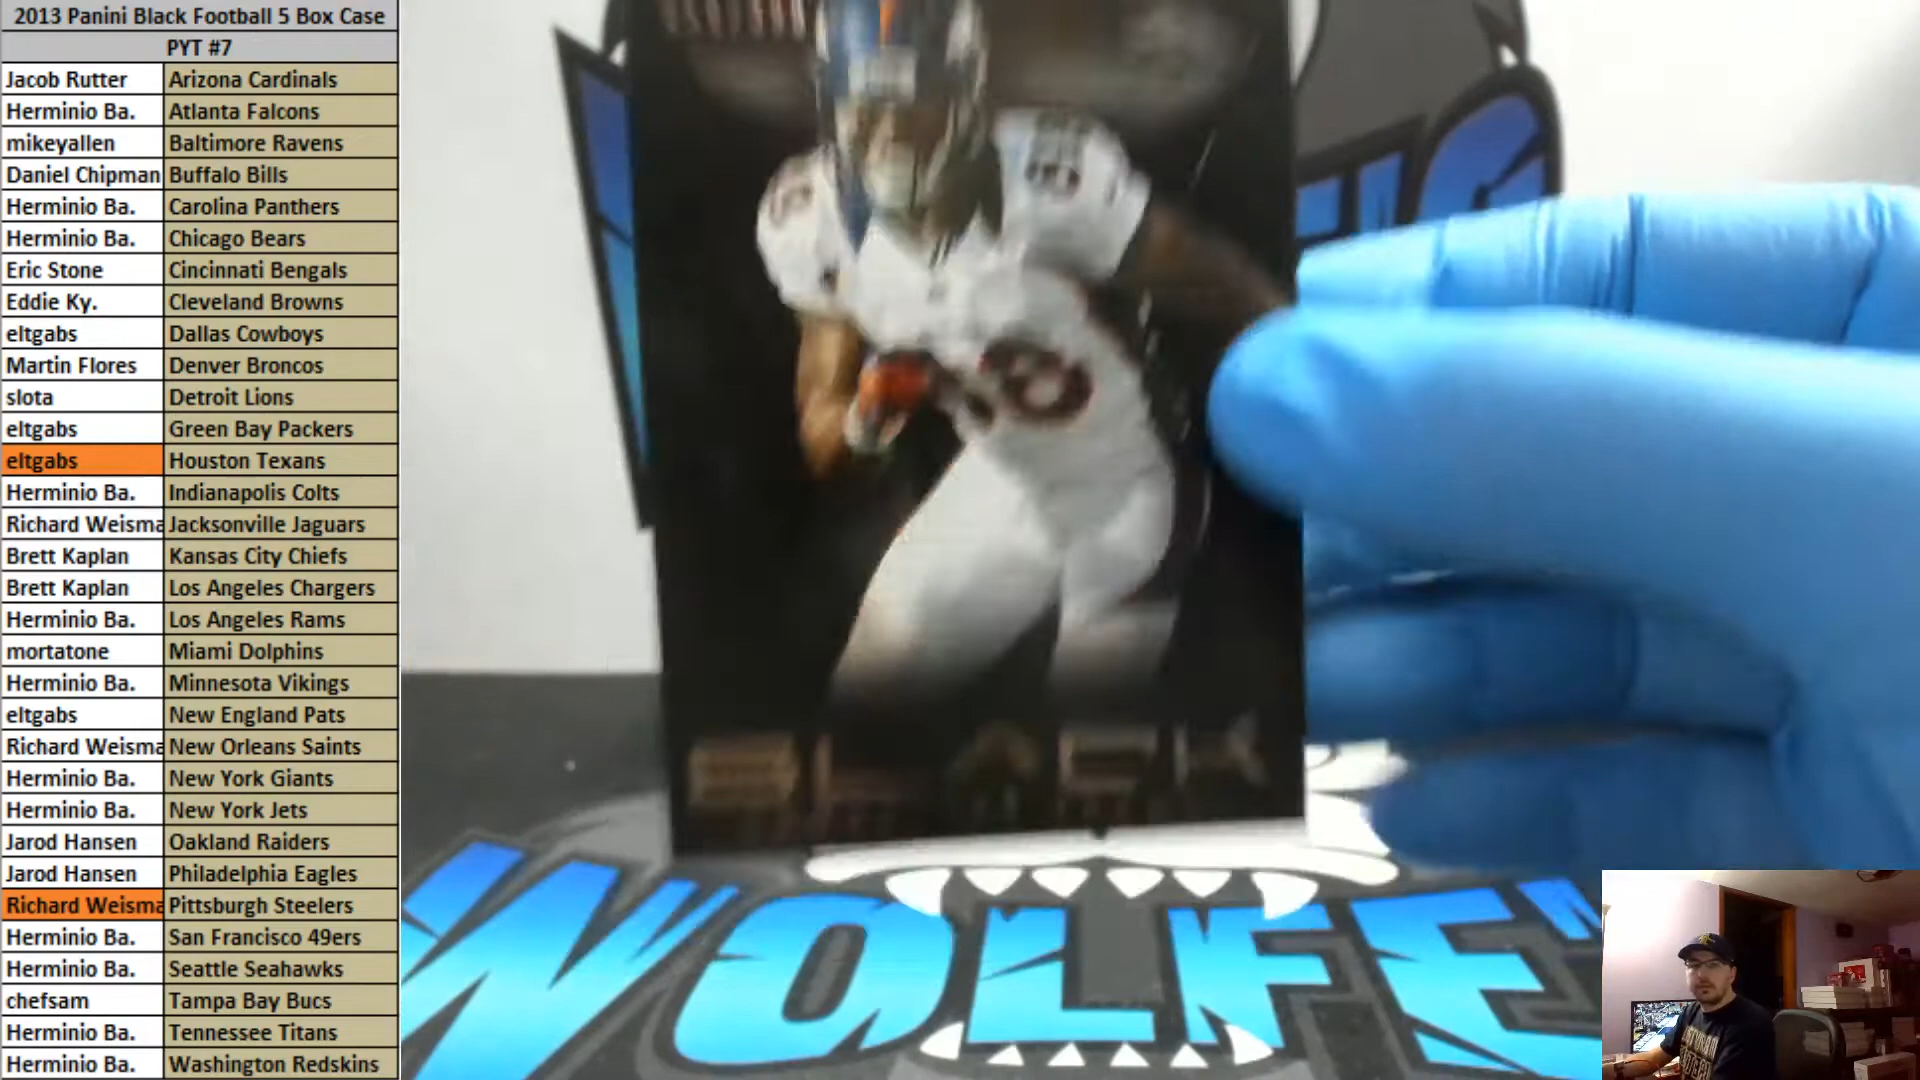 2013 Panini Black Football 5 Box Case
PYT #7
Jacob Rutter Arizona Cardinals
Herminio Ba. Atlanta Falcons
mikeyallen Baltimore Ravens
Daniel Chipman Buffalo Bills
Herminio Ba. Carolina Panthers
Herminio Ba. Chicago Bears
Eric Stone Cincinnati Bengals
Eddie Ky. Cleveland Browns
eltgabs Dallas Cowboys
Martin Flores Denver Broncos
slota Detroit Lions
eltgabs Green Bay Packers
eltgabs Houston Texans
Herminio Ba. Indianapolis Colts
Richard Weisma Jacksonville Jaguars
Brett Kaplan Kansas City Chiefs
Brett Kaplan Los Angeles Chargers
Herminio Ba. Los Angeles Rams
mortatone Miami Dolphins
Herminio Ba. Minnesota Vikings
eltgabs New England Pats
Richard Weisma New Orleans Saints
Herminio Ba. New York Giants
Herminio Ba. New York Jets
Jarod Hansen Oakland Raiders
Jarod Hansen Philadelphia Eagles
Richard Weisma Pittsburgh Steelers
Herminio Ba. San Francisco 49ers
Herminio Ba. Seattle Seahawks
chefsam Tampa Bay Bucs
Herminio Ba. Tennessee Titans
Herminio Ba. Washington Redskins
BLACK
WOLFE'